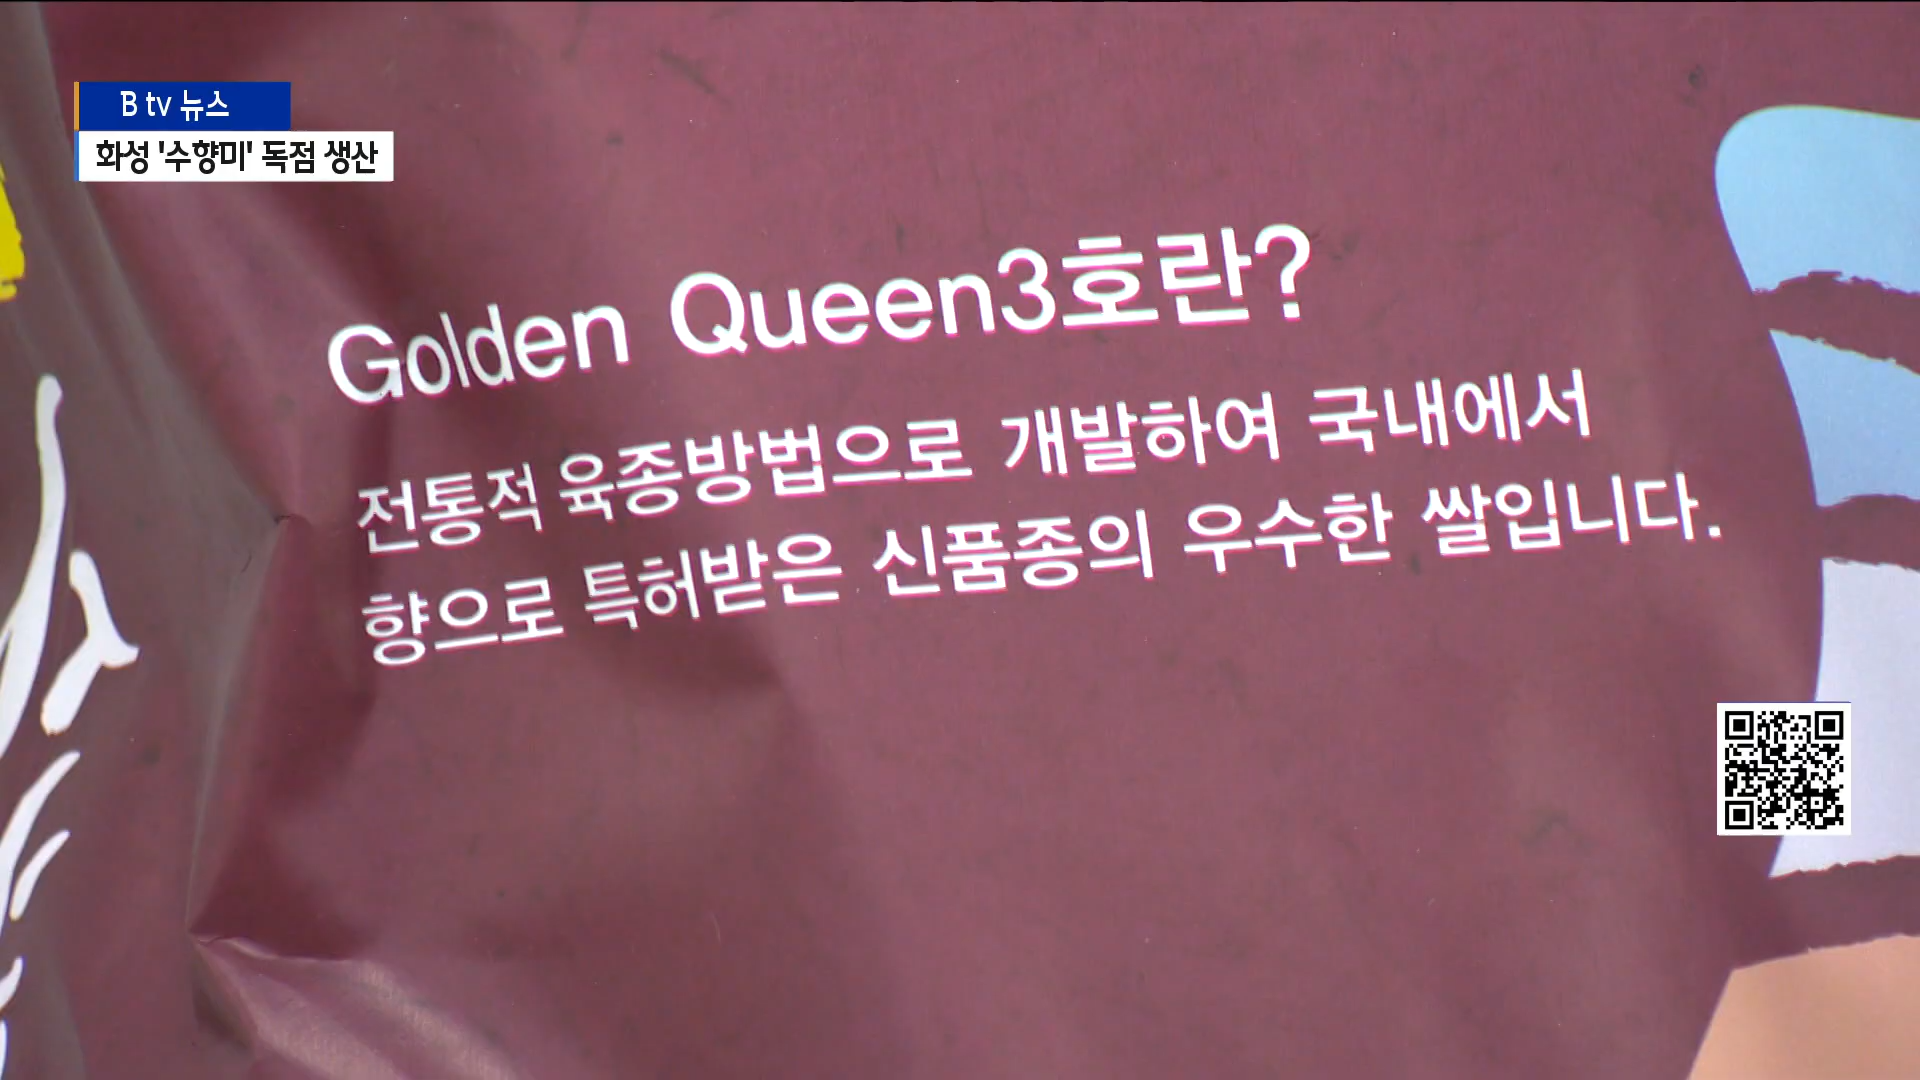 B tv 뉴스
화성 '수향미' 독점 생산
Golden Queen3호란?
전통적 육종방법으로 개발하여 국내에서
향으로 특허받은 신품종의 우수한 쌀입니다.